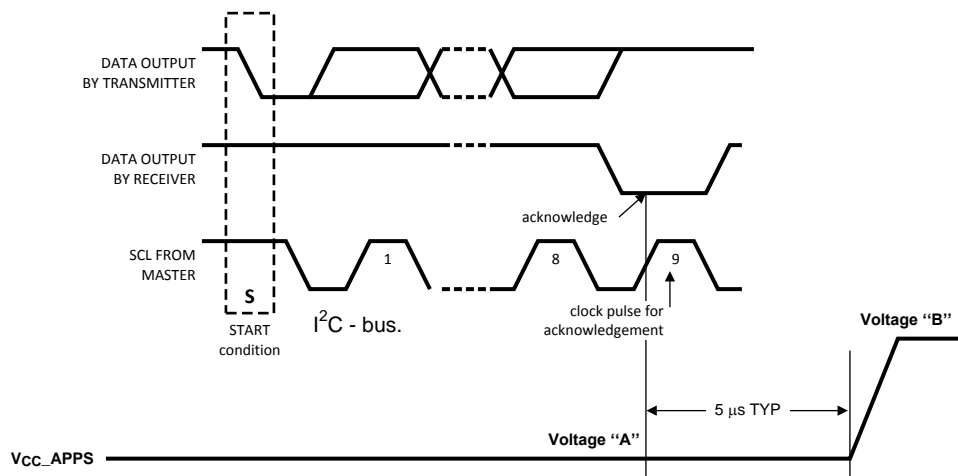 DATA OUTPUT
BY TRANSMITTER
DATA OUTPUT
BY RECEIVER
acknowledge
SCL FROM
MASTER
1
8
9
S
START
condition
I²C - bus.
clock pulse for
acknowledgement
Voltage “B”
5 μs TYP
Voltage “A”
VCC_APPS